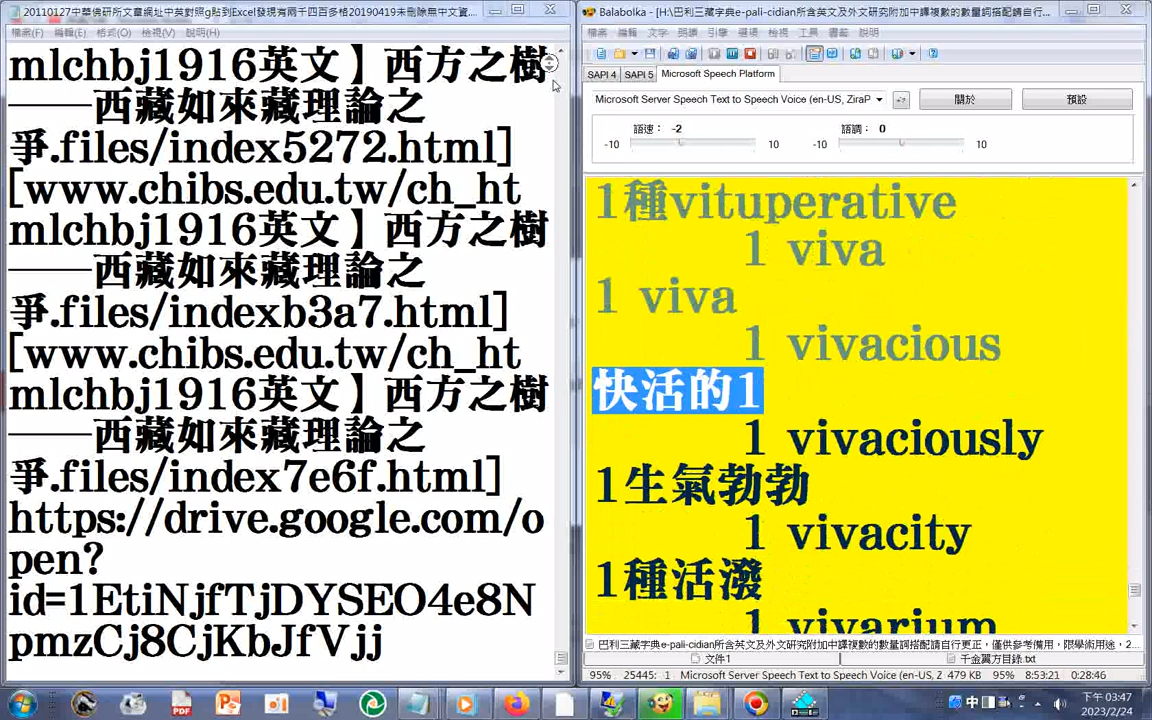 20110127中華佛研所文章網址中英對照g貼到Excel發現有兩千四百多格20190419未刪除無中文資...
檔案(F) 編輯(E) 格式(O) 檢視(V) 說明(H)
mlchbj1916英文】西方之樹
——西藏如來藏理論之
爭.files/index5272.html]
[www.chibs.edu.tw/ch_ht
mlchbj1916英文】西方之樹
——西藏如來藏理論之
爭.files/indexb3a7.html]
[www.chibs.edu.tw/ch_ht
mlchbj1916英文】西方之樹
——西藏如來藏理論之
爭.files/index7e6f.html]
https://drive.google.com/o
pen?
id=1EtiNjfTjDYSEO4e8N
pmzCj8CjKbJfVjj
Balabolka - [H:\巴利三藏字典e-pali-cidian所含英文及外文研究附加中譯複數的數量詞搭配請自行...
檔案 編輯 文字 朗讀 引擎 選項 檢視 工具 書籤 說明
SAPI 4 SAPI 5 Microsoft Speech Platform
Microsoft Server Speech Text to Speech Voice (en-US, ZiraP
關於
預設
語速： -2
語調： 0
-10 10 -10 10
1種vituperative
1 viva
1 viva
1 vivacious
快活的1
1 vivaciously
1生氣勃勃
1 vivacity
1種活潑
1 vivarium
巴利三藏字典e-pali-cidian所含英文及外文研究附加中譯複數的數量詞搭配請自行更正，僅供參考備用，限學術用途，2...
文件1
千金翼方目錄.txt
95% 25445: 1 Microsoft Server Speech Text to Speech Voice (en-US, Z 479 KB 95% 8:53:21 0:28:46
下午 03:47
2023/2/24